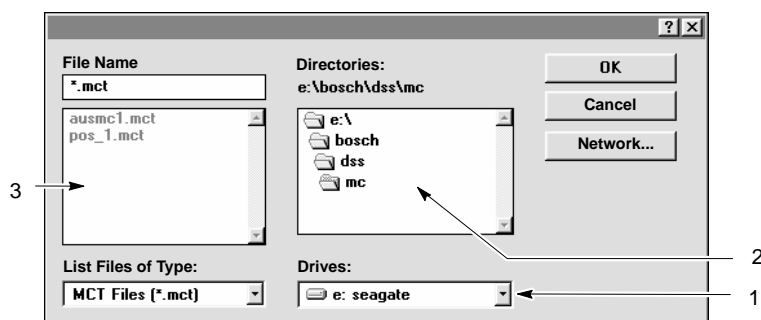 ? ×
File Name
*.mct
ausmc1.mct
pos_1.mct
3
List Files of Type:
MCT Files (*.mct)
Directories:
e:\bosch\dss\mc
e:\
bosch
dss
mc
2
Drives:
e: seagate
1
OK
Cancel
Network...